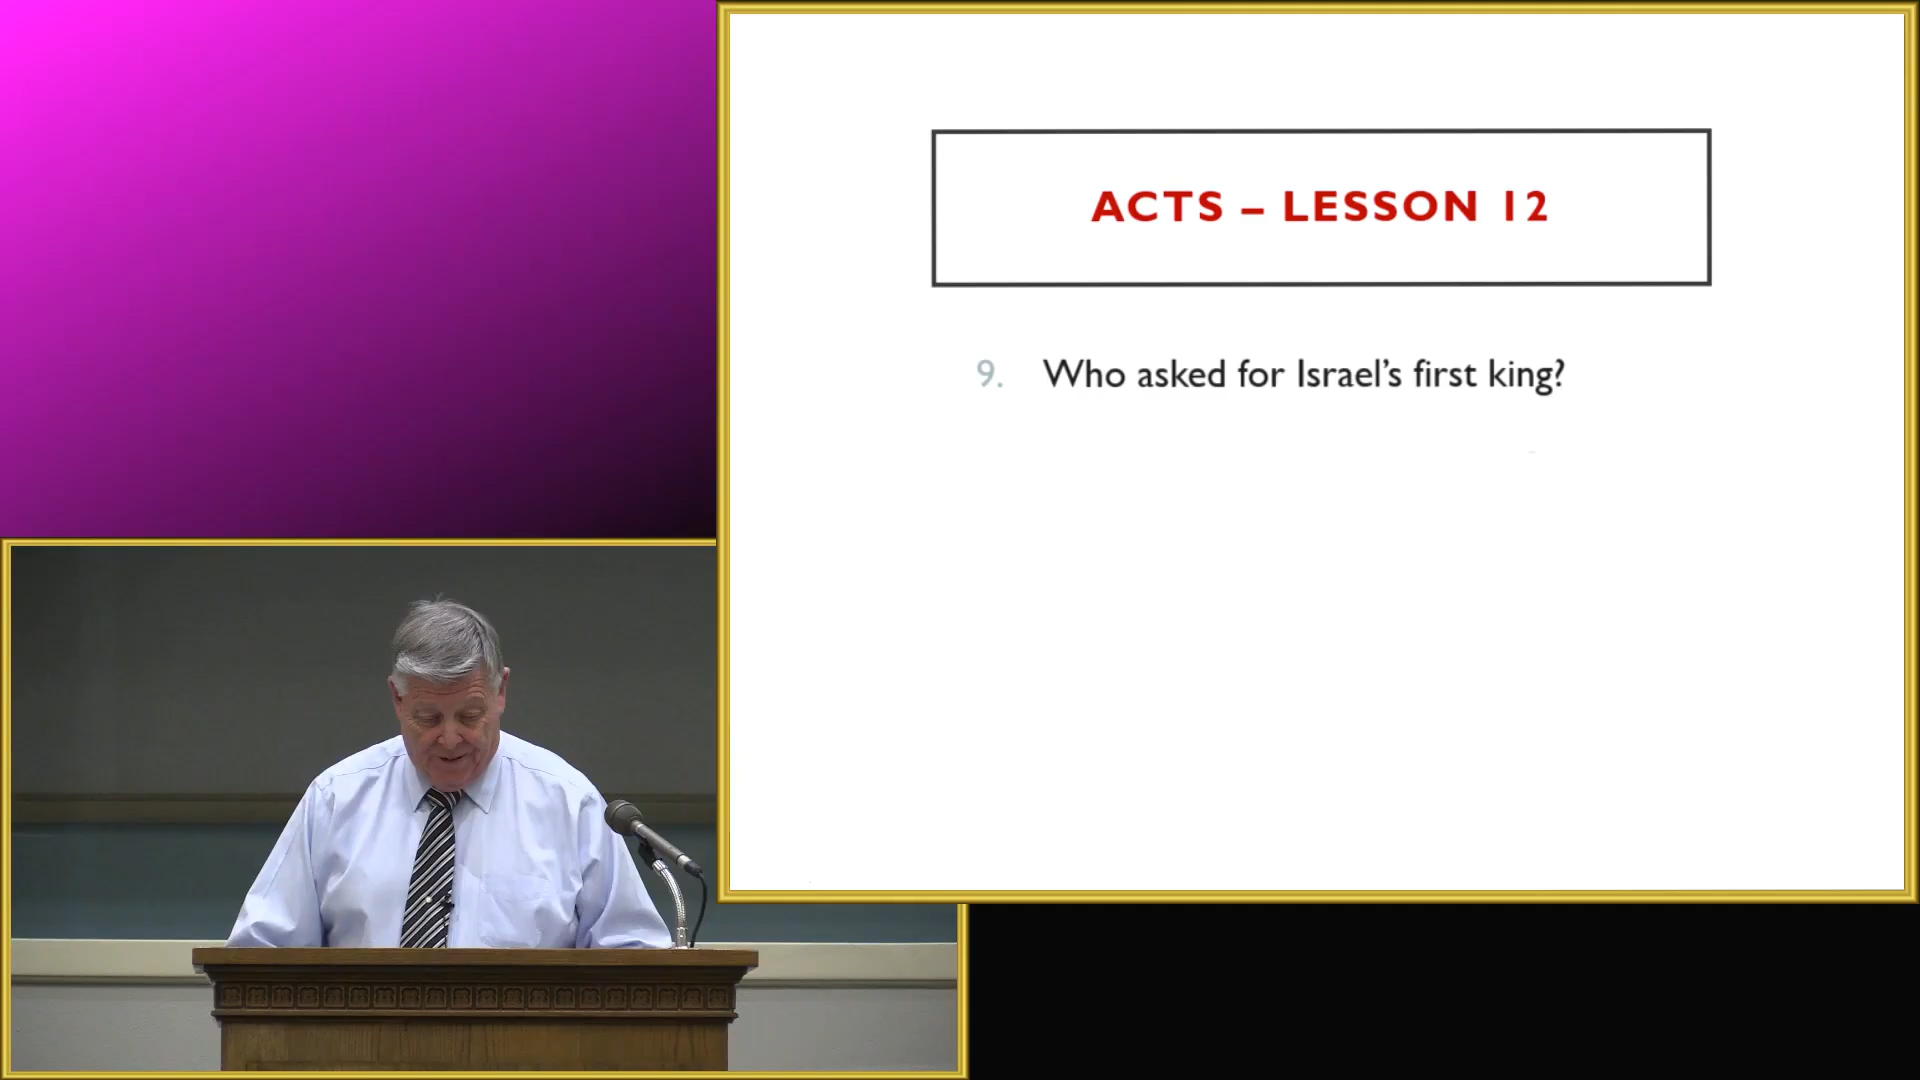 ACTS – LESSON 12
9. Who asked for Israel’s first king?